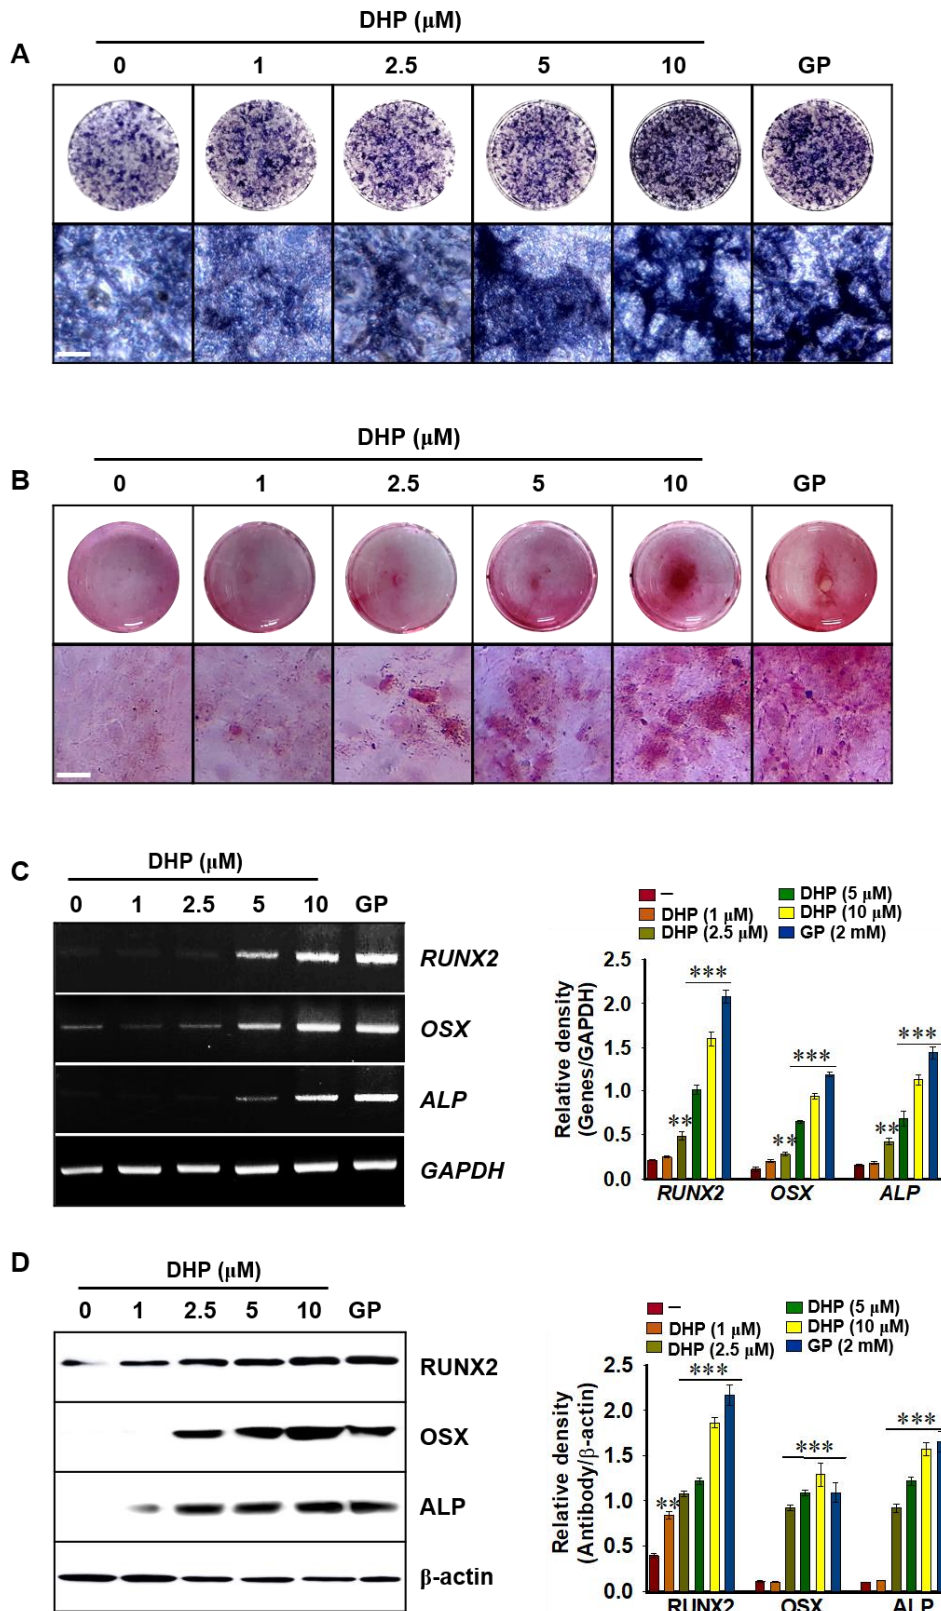 DHP (μM)
A
0 1 2.5 5 10 GP
DHP (μM)
B
0 1 2.5 5 10 GP
C
DHP (μM)
0 1 2.5 5 10 GP
RUNX2
OSX
ALP
GAPDH
– DHP (5 μM)
DHP (1 μM) DHP (10 μM)
DHP (2.5 μM) GP (2 mM)
Relative density
(Genes/GAPDH)
2.5
2.0
1.5
1.0
0.5
0.0
** *** ** *** ** ***
RUNX2 OSX ALP
D
DHP (μM)
0 1 2.5 5 10 GP
RUNX2
OSX
ALP
β-actin
– DHP (5 μM)
DHP (1 μM) DHP (10 μM)
DHP (2.5 μM) GP (2 mM)
Relative density
(Antibody/β-actin)
2.5
2.0
1.5
1.0
0.5
0.0
** *** *** ***
RUNX2 OSX ALP